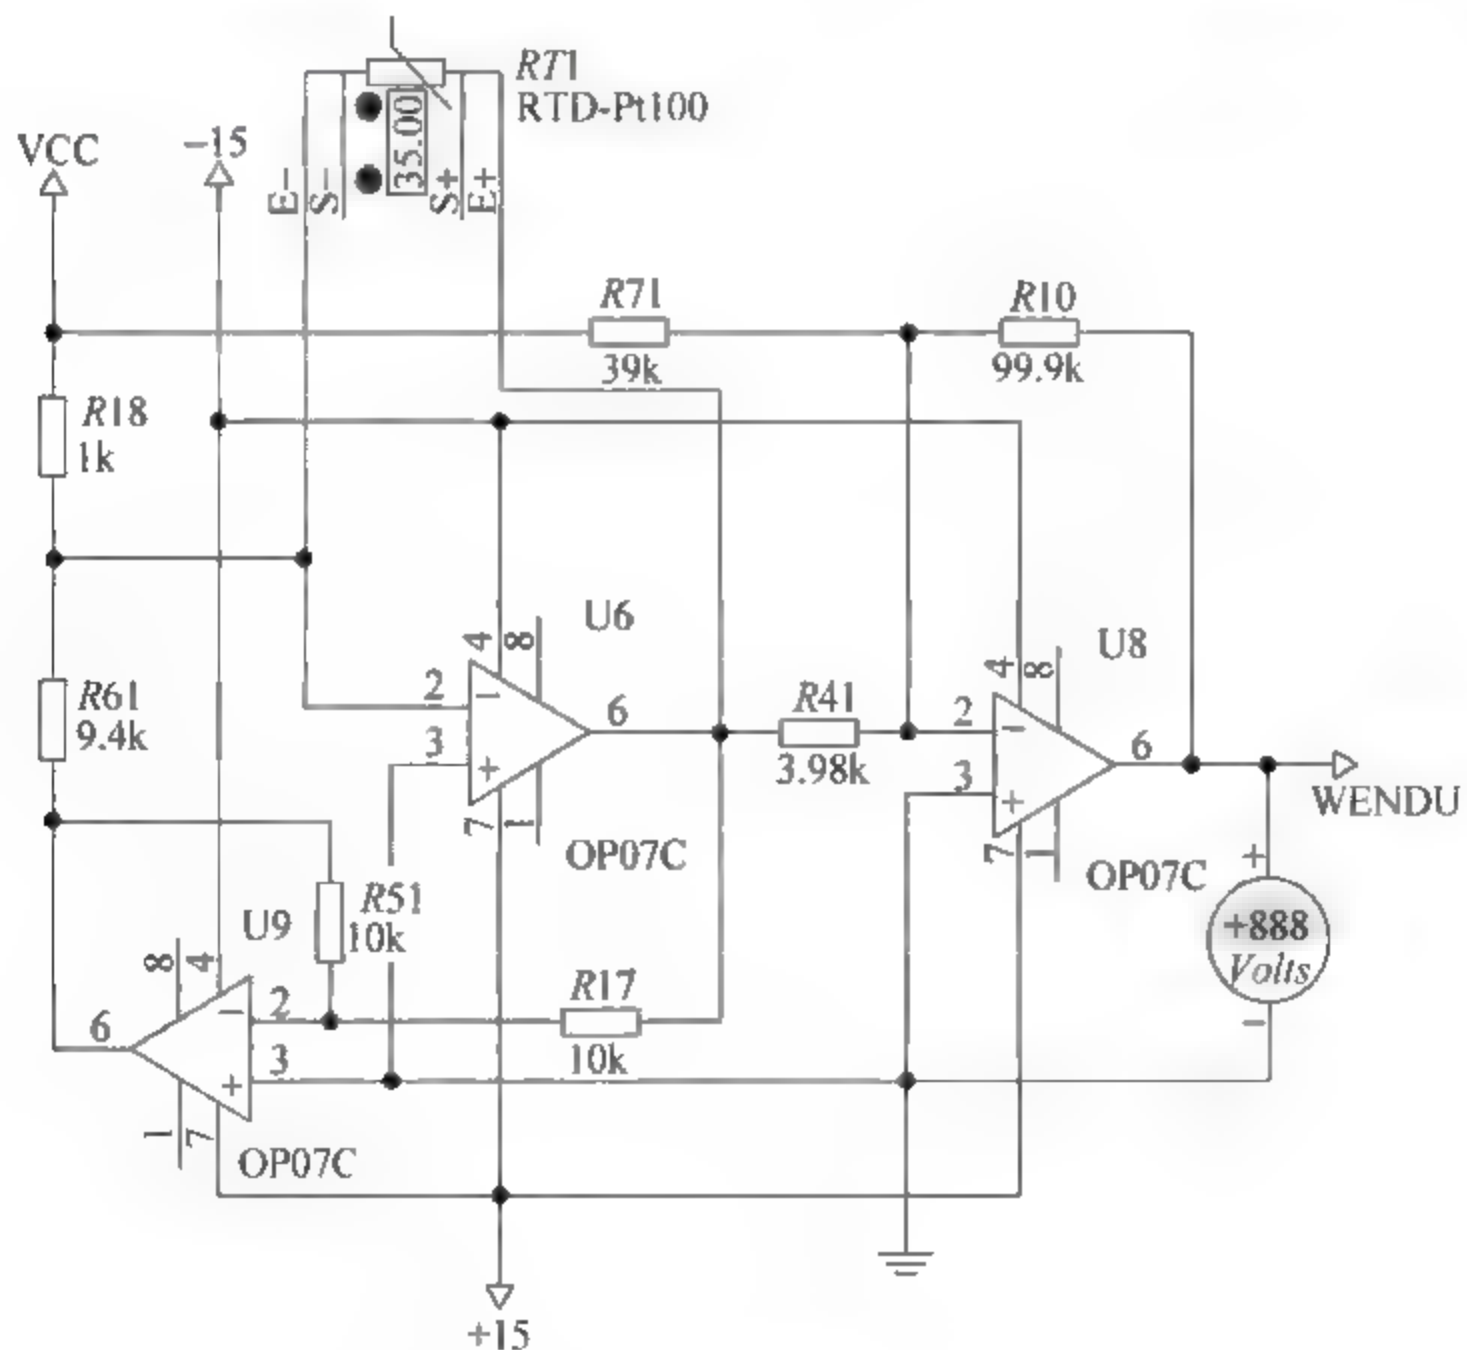 RT1
RTD-Pt100
VCC
-15
35.00
E-
S-
S+
E+
R71
39k
R10
99.9k
R18
1k
U6
4
8
2
3
6
7
1
OP07C
R61
9.4k
R41
3.98k
U8
4
8
2
3
6
7
1
OP07C
WENDU
+
+888
Volts
-
R51
10k
U9
8
4
2
3
6
1
7
OP07C
R17
10k
+15